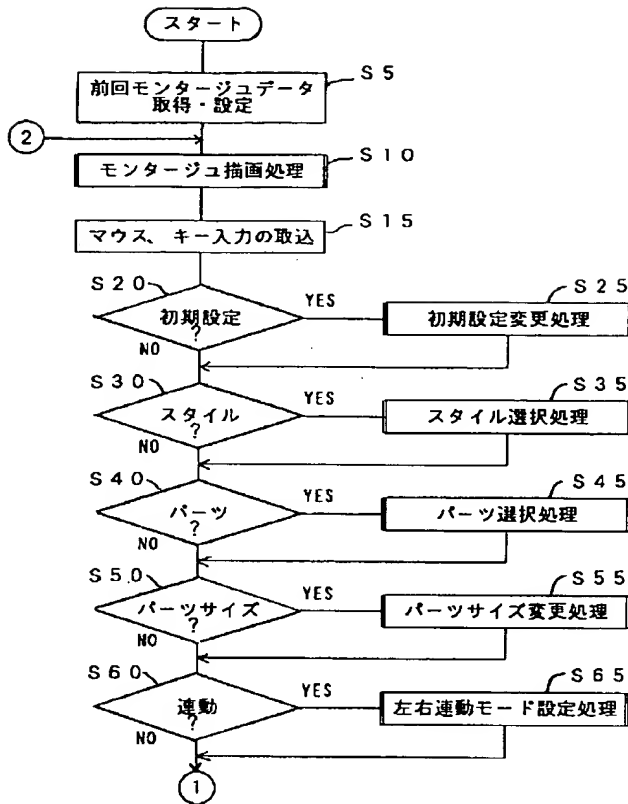 スタート
S5
前回モンタージュデータ
取得・設定
2
S10
モンタージュ描画処理
S15
マウス、キー入力の取込
S20
初期設定
?
YES
NO
S25
初期設定変更処理
S30
スタイル
?
YES
NO
S35
スタイル選択処理
S40
パーツ
?
YES
NO
S45
パーツ選択処理
S50
パーツサイズ
?
YES
NO
S55
パーツサイズ変更処理
S60
連動
?
YES
NO
S65
左右連動モード設定処理
1